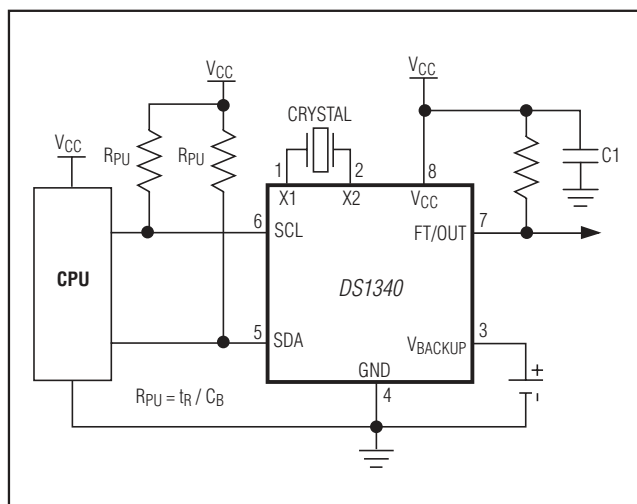 VCC
VCC
CRYSTAL
VCC
RPU
RPU
C1
1
2
8
X1
X2
VCC
6
SCL
7
FT/OUT
CPU
DS1340
5
SDA
3
VBACKUP
GND
+
-
RPU = tR / CB
4